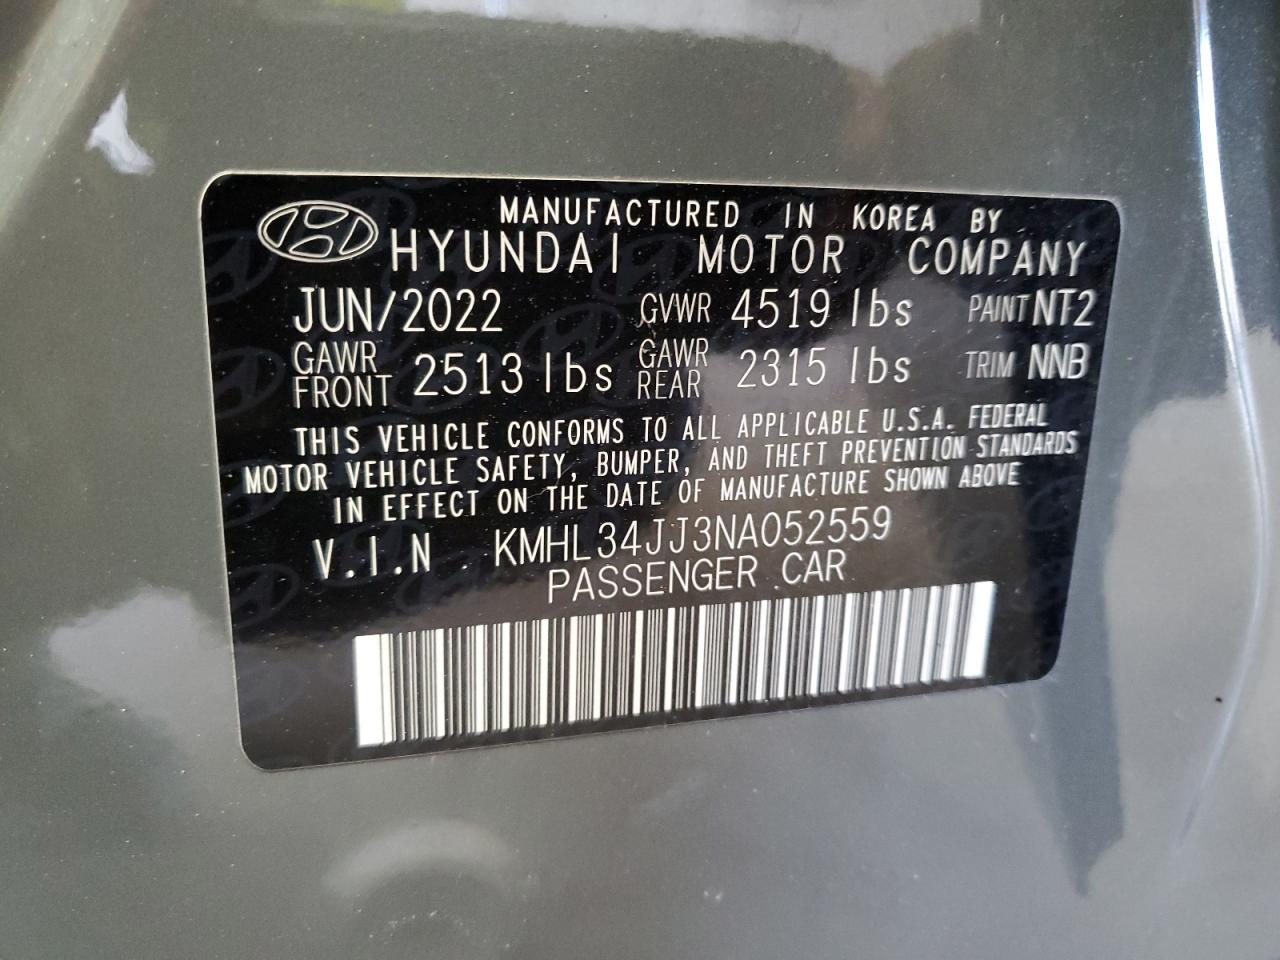 MANUFACTURED IN KOREA BY
HYUNDAI MOTOR COMPANY
JUN/2022 GVWR 4519 lbs PAINT NT2
GAWR FRONT 2513 lbs GAWR REAR 2315 lbs TRIM NNB
THIS VEHICLE CONFORMS TO ALL APPLICABLE U.S.A. FEDERAL
MOTOR VEHICLE SAFETY, BUMPER, AND THEFT PREVENTION STANDARDS
IN EFFECT ON THE DATE OF MANUFACTURE SHOWN ABOVE
V.I.N KMHL34JJ3NA052559
PASSENGER CAR